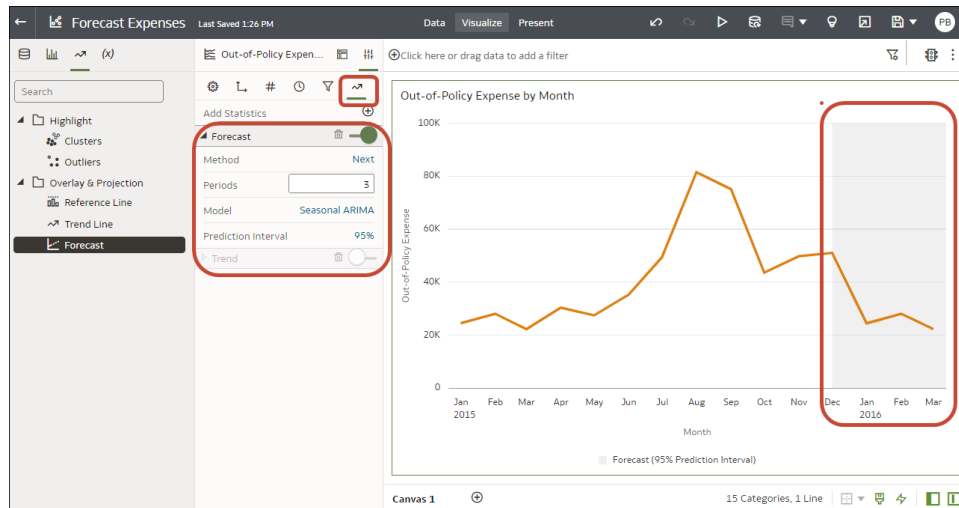 Forecast Expenses Last Saved 1:26 PM Data Visualize Present PB
(x) Out-of-Policy Expen... Click here or drag data to add a filter
Search
Highlight
Clusters
Outliers
Overlay & Projection
Reference Line
Trend Line
Forecast
#
Add Statistics
Forecast
Method Next
Periods 3
Model Seasonal ARIMA
Prediction Interval 95%
Trend
Out-of-Policy Expense by Month
100K
80K
60K
40K
20K
0
Out-of-Policy Expense
Jan Feb Mar Apr May Jun Jul Aug Sep Oct Nov Dec Jan Feb Mar
2015 2016
Month
Forecast (95% Prediction Interval)
Canvas 1 15 Categories, 1 Line